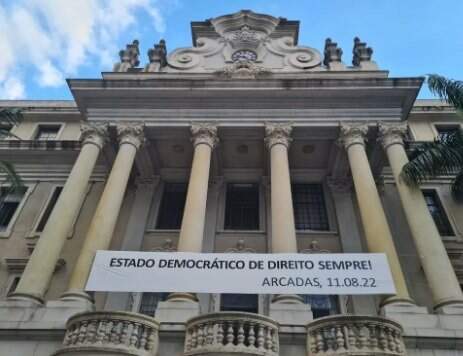 ESTADO DEMOCRÁTICO DE DIREITO SEMPRE!
ARCADAS, 11.08.22